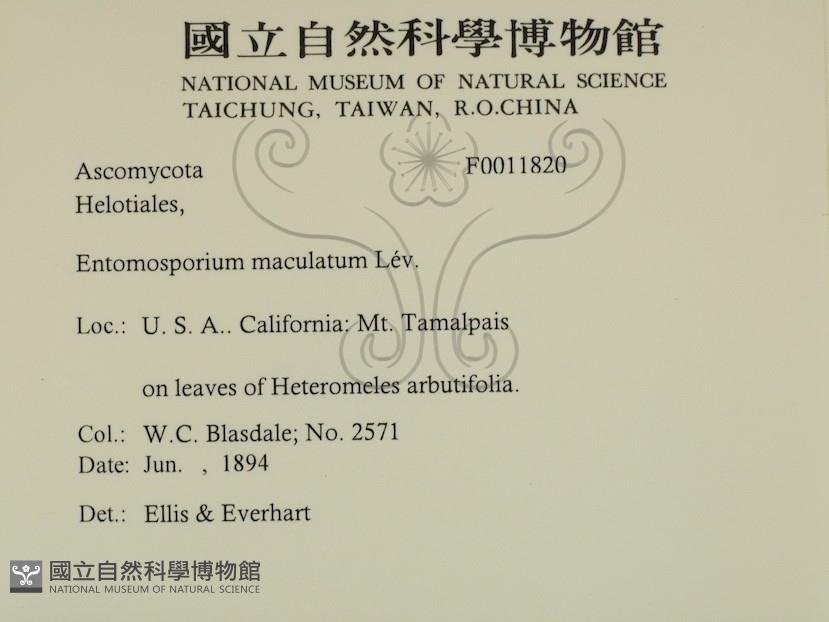 國立自然科學博物館
NATIONAL MUSEUM OF NATURAL SCIENCE
TAICHUNG, TAIWAN, R.O.CHINA
Ascomycota F0011820
Helotiales,
Entomosporium maculatum Lév.
Loc.: U. S. A.. California: Mt. Tamalpais
on leaves of Heteromeles arbutifolia.
Col.: W.C. Blasdale; No. 2571
Date: Jun. , 1894
Det.: Ellis & Everhart
國立自然科學博物館
NATIONAL MUSEUM OF NATURAL SCIENCE